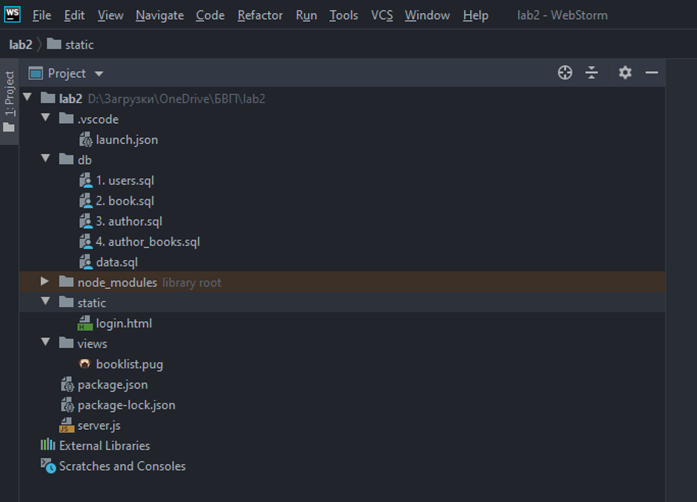 WS File Edit View Navigate Code Refactor Run Tools VCS Window Help lab2 - WebStorm
lab2 static
1: Project
Project
lab2 D:\Загрузки\OneDrive\БВП\lab2
.vscode
launch.json
db
1. users.sql
2. book.sql
3. author.sql
4. author_books.sql
data.sql
node_modules library root
static
login.html
views
booklist.pug
package.json
package-lock.json
server.js
External Libraries
Scratches and Consoles